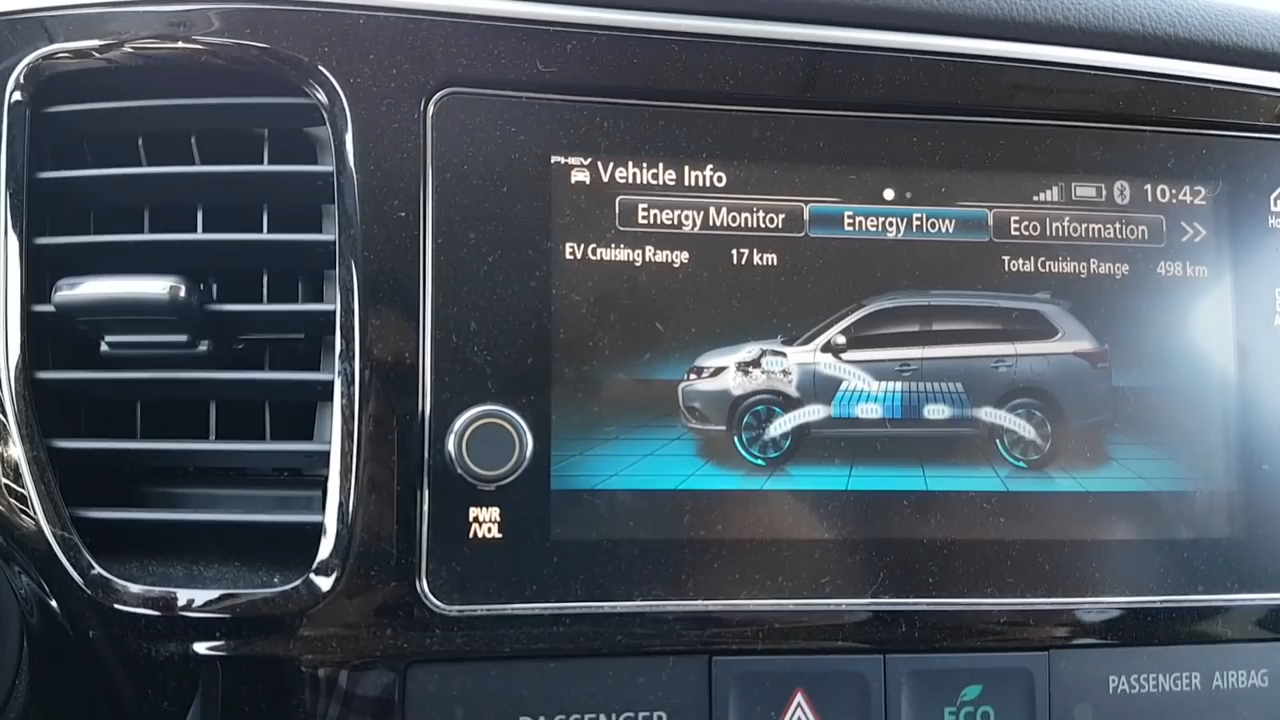 PHEV
Vehicle Info
10:42
Energy Monitor
Energy Flow
Eco Information
EV Cruising Range 17 km
Total Cruising Range 498 km
PWR
/VOL
PASSENGER
ECO
PASSENGER AIRBAG